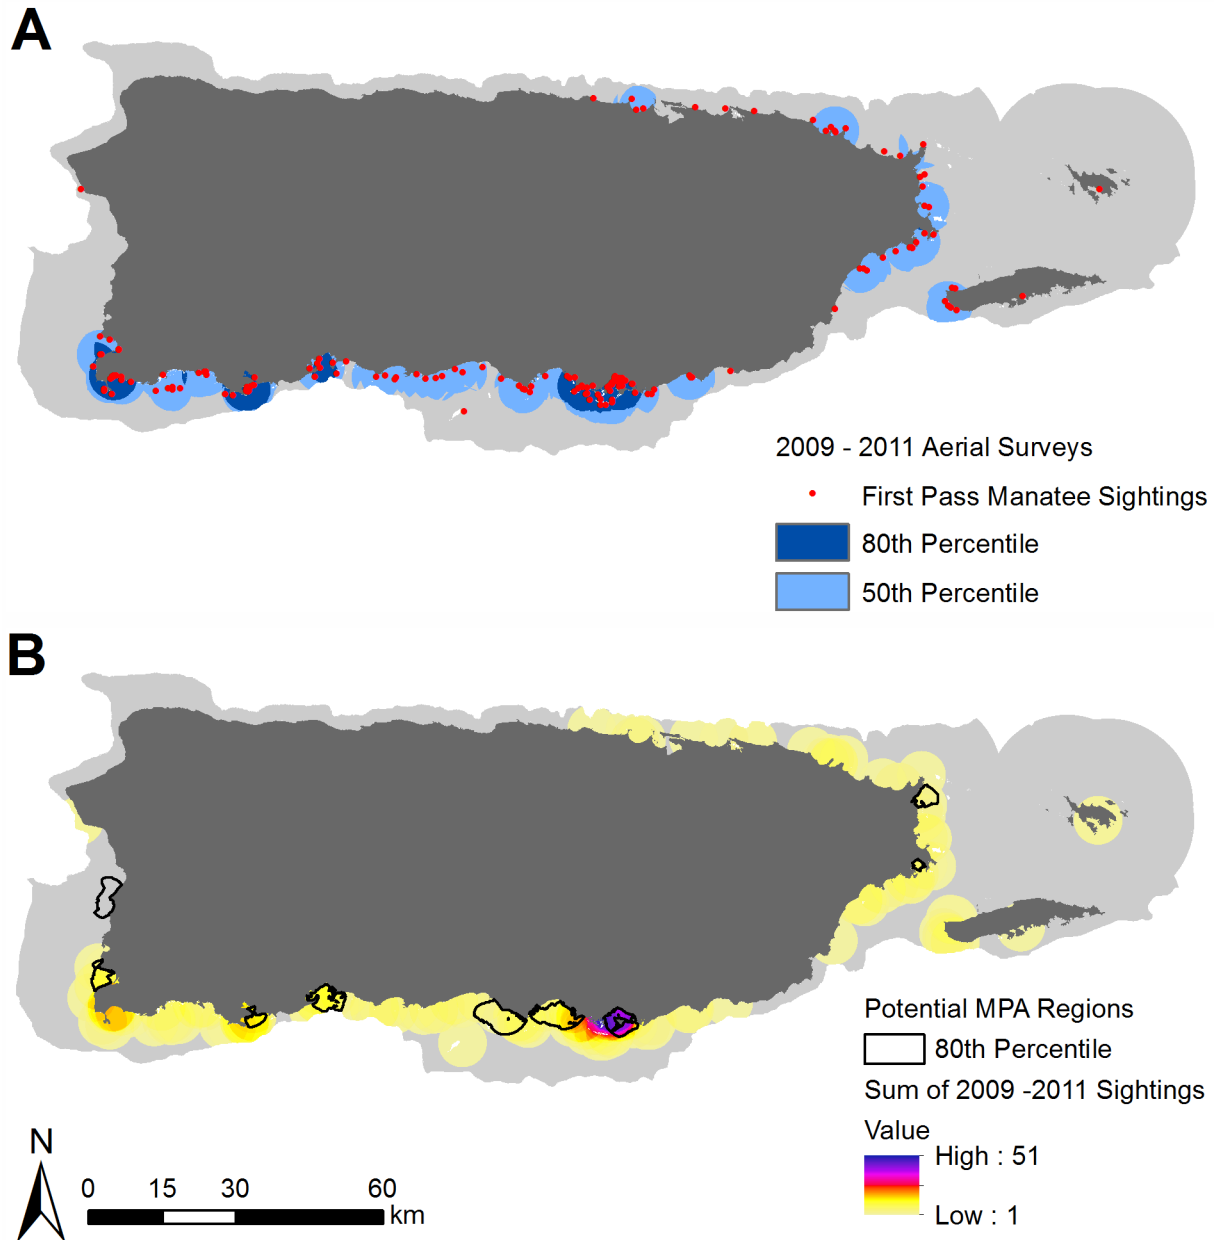 A
2009 - 2011 Aerial Surveys
First Pass Manatee Sightings
80th Percentile
50th Percentile
B
Potential MPA Regions
80th Percentile
Sum of 2009 -2011 Sightings
Value
High : 51
Low : 1
N
0 15 30 60
km